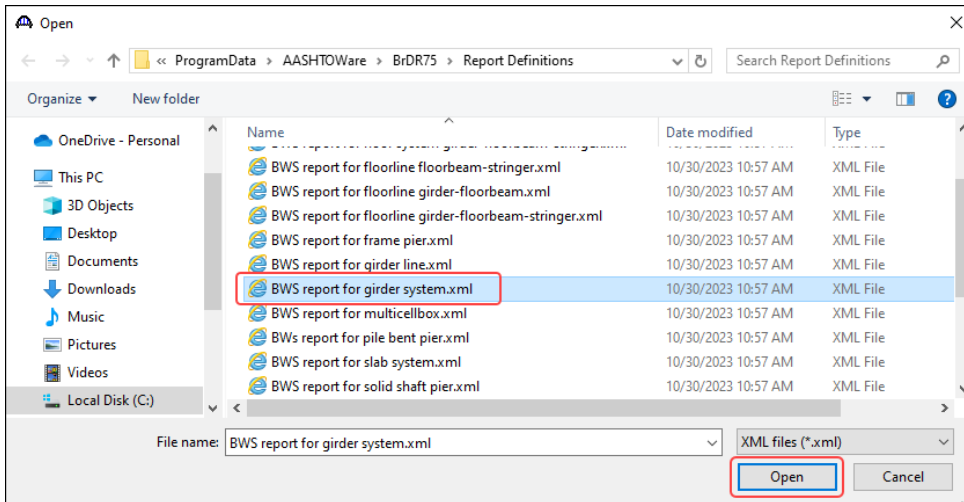 Open
« ProgramData > AASHTOWare > BrDR75 > Report Definitions
Search Report Definitions
Organize
New folder
Name
Date modified
Type
OneDrive - Personal
This PC
3D Objects
Desktop
Documents
Downloads
Music
Pictures
Videos
Local Disk (C:)
BWS report for floorline floorbeam-stringer.xml 10/30/2023 10:57 AM XML File
BWS report for floorline girder-floorbeam.xml 10/30/2023 10:57 AM XML File
BWS report for floorline girder-floorbeam-stringer.xml 10/30/2023 10:57 AM XML File
BWS report for frame pier.xml 10/30/2023 10:57 AM XML File
BWS report for girder line.xml 10/30/2023 10:57 AM XML File
BWS report for girder system.xml 10/30/2023 10:57 AM XML File
BWS report for multicellbox.xml 10/30/2023 10:57 AM XML File
BWs report for pile bent pier.xml 10/30/2023 10:57 AM XML File
BWS report for slab system.xml 10/30/2023 10:57 AM XML File
BWS report for solid shaft pier.xml 10/30/2023 10:57 AM XML File
File name: BWS report for girder system.xml
XML files (*.xml)
Open
Cancel